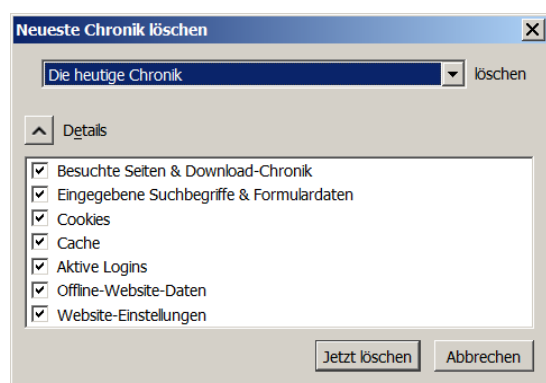 Neueste Chronik löschen
Die heutige Chronik löschen
Details
Besuchte Seiten & Download-Chronik
Eingegebene Suchbegriffe & Formulardaten
Cookies
Cache
Aktive Logins
Offline-Website-Daten
Website-Einstellungen
Jetzt löschen Abbrechen